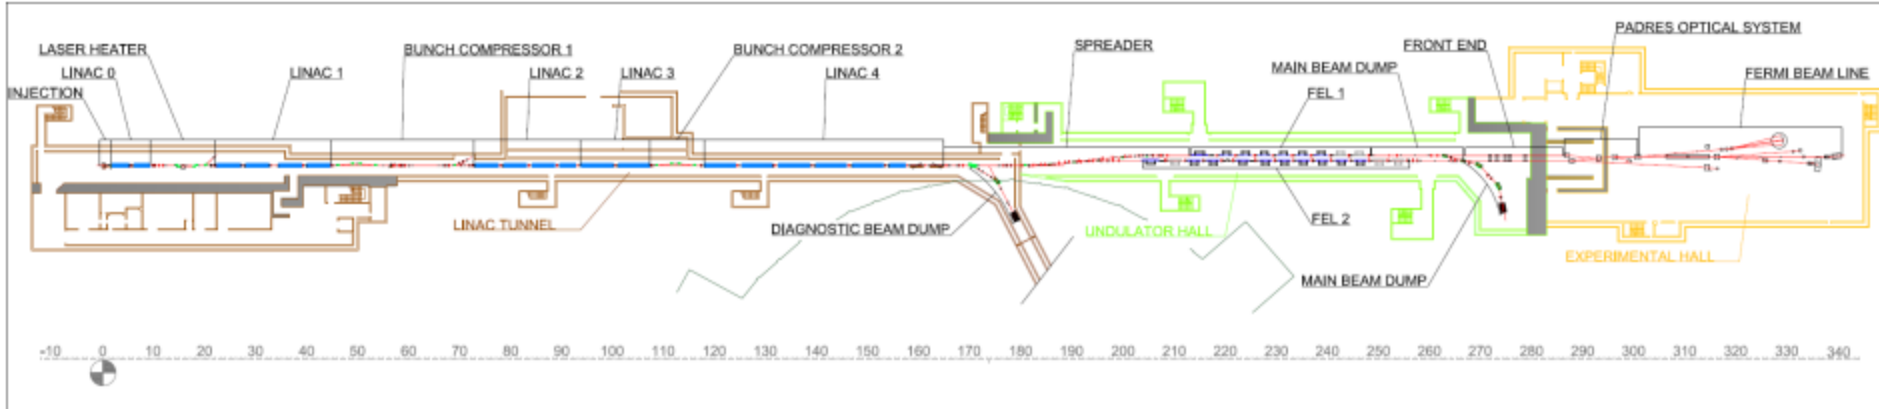 PADRES OPTICAL SYSTEM
LASER HEATER
BUNCH COMPRESSOR 1
BUNCH COMPRESSOR 2
SPREADER
FRONT END
LINAC 0
LINAC 1
LINAC 2
LINAC 3
LINAC 4
MAIN BEAM DUMP
FERMI BEAM LINE
INJECTION
FEL 1
LINAC TUNNEL
DIAGNOSTIC BEAM DUMP
UNDULATOR HALL
FEL 2
EXPERIMENTAL HALL
MAIN BEAM DUMP
-10 0 10 20 30 40 50 60 70 80 90 100 110 120 130 140 150 160 170 180 190 200 210 220 230 240 250 260 270 280 290 300 310 320 330 340